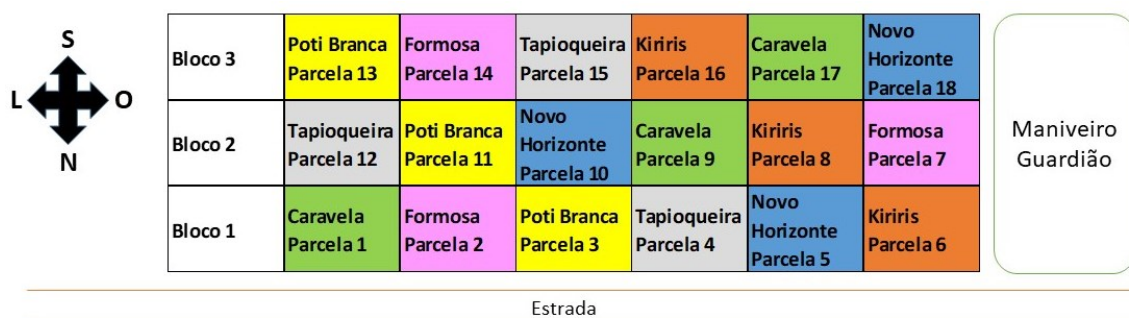 S
L
O
N
Bloco 3
Poti Branca
Parcela 13
Formosa
Parcela 14
Tapioqueira
Parcela 15
Kiriris
Parcela 16
Caravela
Parcela 17
Novo
Horizonte
Parcela 18
Bloco 2
Tapioqueira
Parcela 12
Poti Branca
Parcela 11
Novo
Horizonte
Parcela 10
Caravela
Parcela 9
Kiriris
Parcela 8
Formosa
Parcela 7
Bloco 1
Caravela
Parcela 1
Formosa
Parcela 2
Poti Branca
Parcela 3
Tapioqueira
Parcela 4
Novo
Horizonte
Parcela 5
Kiriris
Parcela 6
Maniveiro
Guardião
Estrada